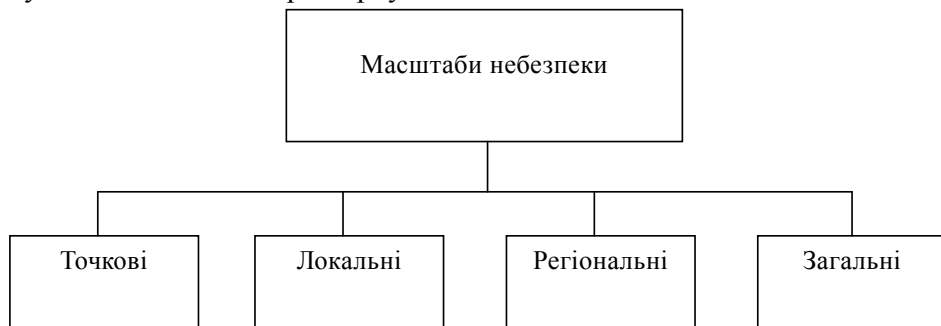 Масштаби небезпеки
Точкові
Локальні
Регіональні
Загальні